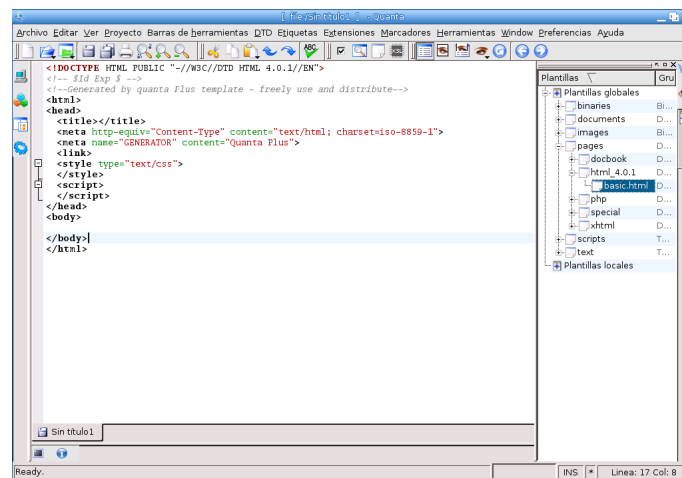 [ file:/Sin título1 ] - Quanta
Archivo Editar Ver Proyecto Barras de herramientas DTD Etiquetas Extensiones Marcadores Herramientas Window Preferencias Ayuda
<!DOCTYPE HTML PUBLIC "-//W3C//DTD HTML 4.0.1//EN">
<!-- $Id Exp $ -->
<!--Generated by quanta Plus template - freely use and distribute-->
<html>
<head>
<title></title>
<meta http-equiv="Content-Type" content="text/html; charset=iso-8859-1">
<meta name="GENERATOR" content="Quanta Plus">
<link>
<style type="text/css">
</style>
<script>
</script>
</head>
<body>
</body>
</html>
Plantillas Gru
Plantillas globales
binaries Bi...
documents D...
images Bi...
pages D...
docbook D...
html_4.0.1 D...
basic.html D...
php D...
special D...
xhtml D...
scripts T...
text T...
Plantillas locales
Sin título1
Ready. INS * Linea: 17 Col: 8